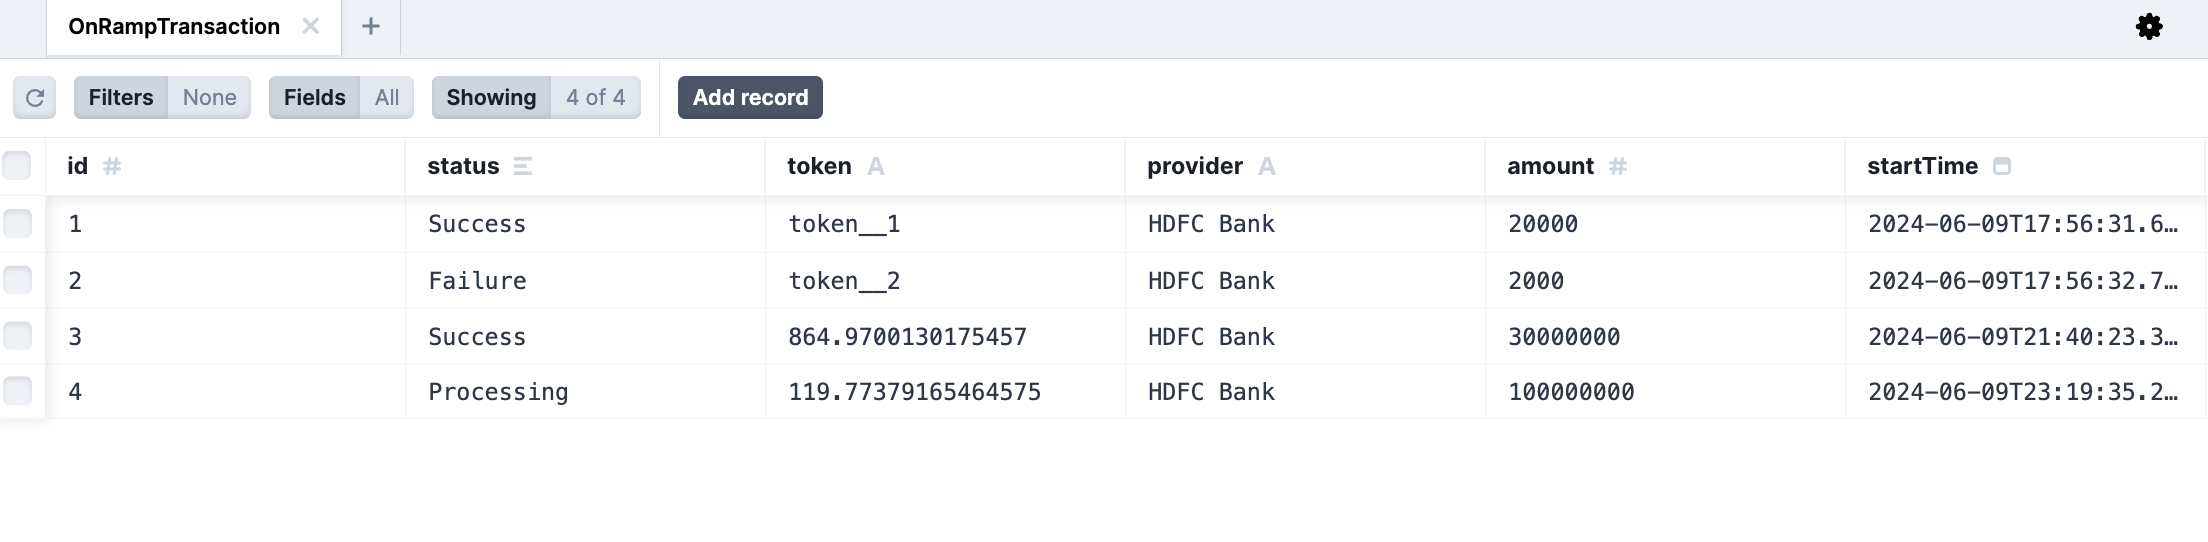 OnRampTransaction
Filters None Fields All Showing 4 of 4 Add record
id # status token A provider A amount # startTime
1 Success token__1 HDFC Bank 20000 2024-06-09T17:56:31.6…
2 Failure token__2 HDFC Bank 2000 2024-06-09T17:56:32.7…
3 Success 864.9700130175457 HDFC Bank 30000000 2024-06-09T21:40:23.3…
4 Processing 119.77379165464575 HDFC Bank 100000000 2024-06-09T23:19:35.2…